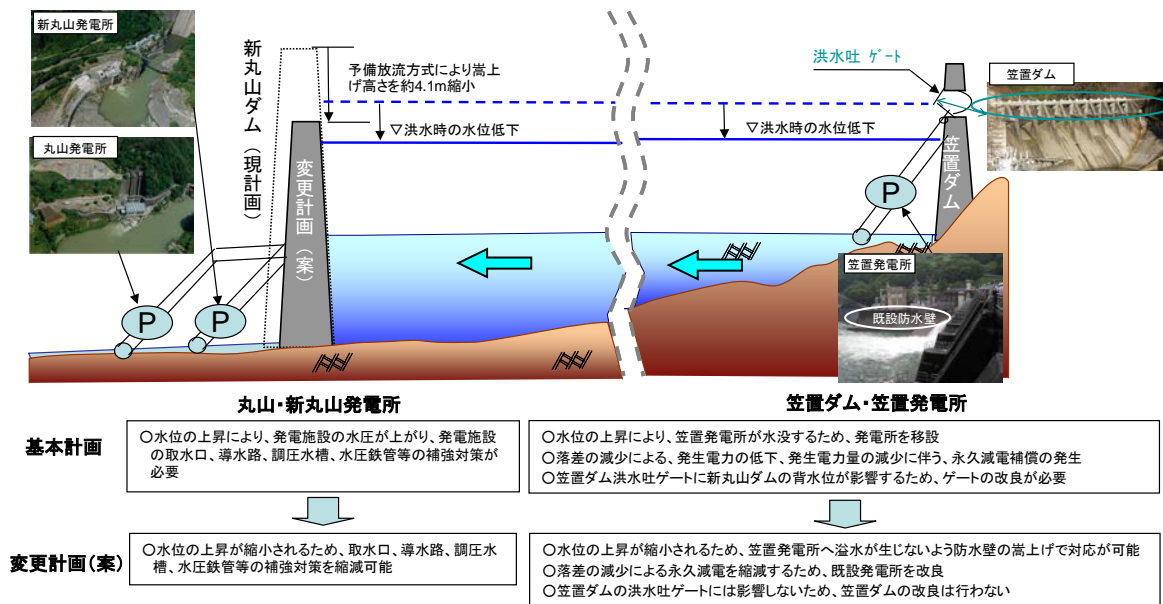 新丸山発電所
丸山発電所
新丸山ダム（現計画）
予備放流方式により嵩上
げ高さを約4.1m縮小
▽洪水時の水位低下
▽洪水時の水位低下
洪水吐 ｹﾞｰﾄ
笠置ダム
変更計画（案）
笠置ダム
P
P
P
笠置発電所
既設防水壁
丸山・新丸山発電所
笠置ダム・笠置発電所
基本計画
○水位の上昇により、発電施設の水圧が上がり、発電施設
の取水口、導水路、調圧水槽、水圧鉄管等の補強対策が
必要
○水位の上昇により、笠置発電所が水没するため、発電所を移設
○落差の減少による、発生電力の低下、発生電力量の減少に伴う、永久減電補償の発生
○笠置ダム洪水吐ゲートに新丸山ダムの背水位が影響するため、ゲートの改良が必要
変更計画(案)
○水位の上昇が縮小されるため、取水口、導水路、調圧水
槽、水圧鉄管等の補強対策を縮減可能
○水位の上昇が縮小されるため、笠置発電所へ溢水が生じないよう防水壁の嵩上げで対応が可能
○落差の減少による永久減電を縮減するため、既設発電所を改良
○笠置ダムの洪水吐ゲートには影響しないため、笠置ダムの改良は行わない